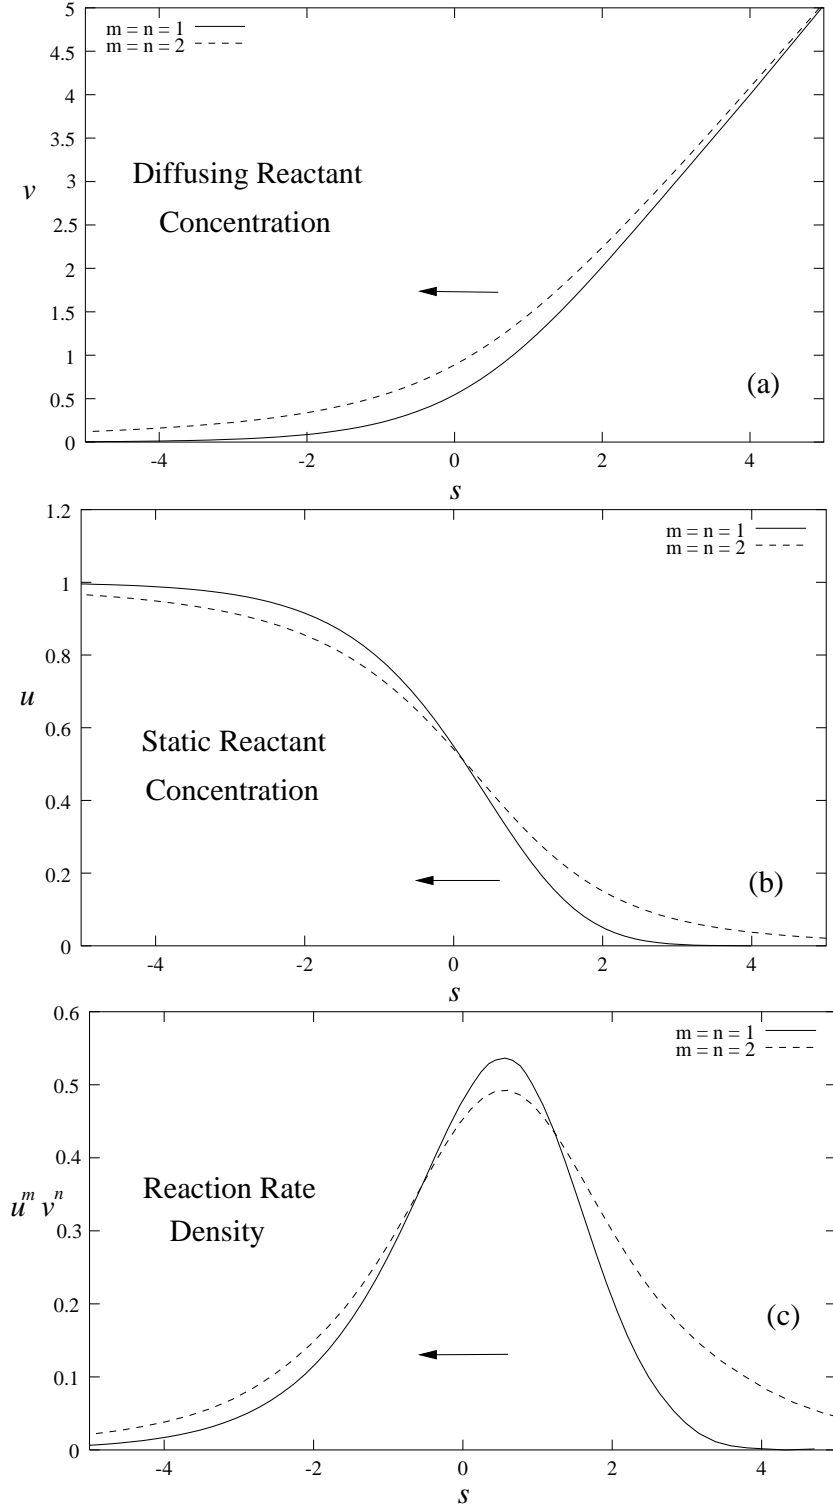 m = n = 1
m = n = 2
5
4.5
4
3.5
3
2.5
2
1.5
1
0.5
0
v
Diffusing Reactant
Concentration
(a)
-4 -2 0 2 4
s
1.2
1
0.8
0.6
0.4
0.2
0
m = n = 1
m = n = 2
u
Static Reactant
Concentration
(b)
-4 -2 0 2 4
s
0.6
0.5
0.4
0.3
0.2
0.1
0
m = n = 1
m = n = 2
u^m v^n
Reaction Rate
Density
(c)
-4 -2 0 2 4
s